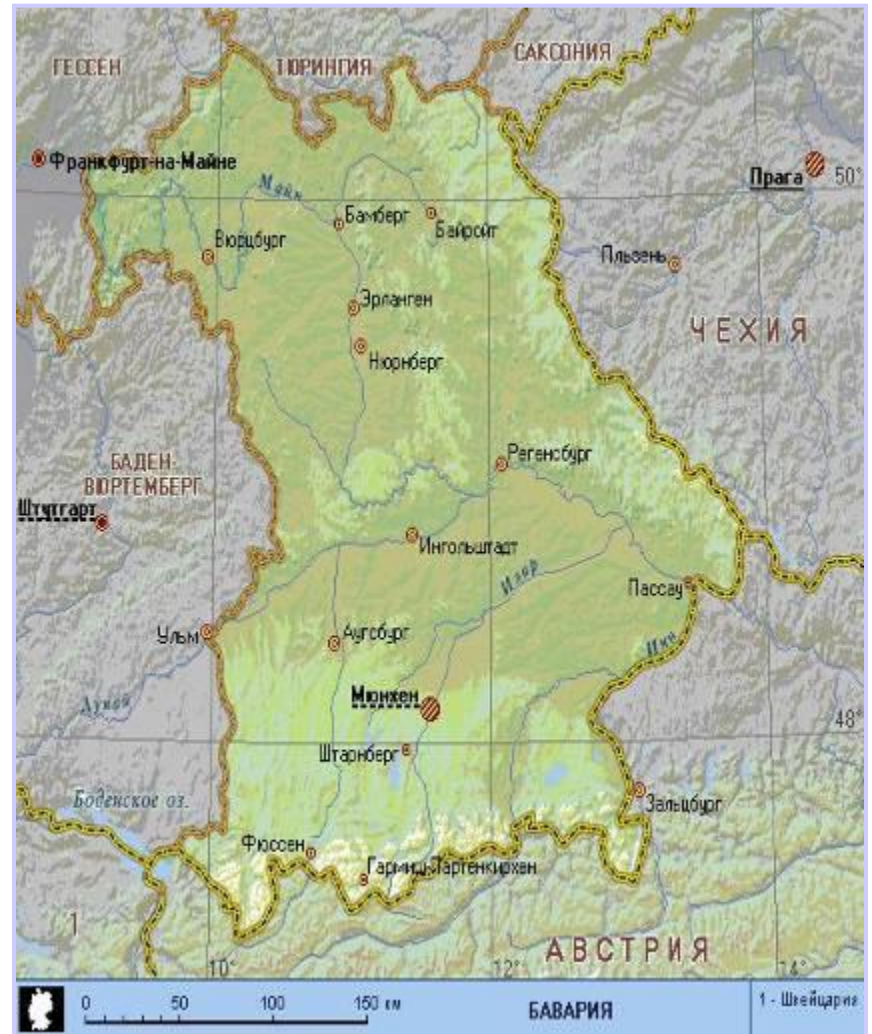 ГЕССЕН
ТЮРИНГИЯ
САКСОНИЯ
Франкфурт-на-Майне
Прага
50°
Майн
Бамберг
Байройт
Вюрцбург
Пльзень
Эрланген
ЧЕХИЯ
Нюрнберг
БАДЕН-
ВЮРТЕМБЕРГ
Регенсбург
Штутгарт
Ингольштадт
Изар
Пассау
Ульм
Аугсбург
Инн
Дунай
Мюнхен
48°
Штарнберг
Боденское оз.
Зальцбург
Фюссен
Гармиш-Партенкирхен
1
АВСТРИЯ
10°
12°
14°
0 50 100 150 км
БАВАРИЯ
1 - Швейцария